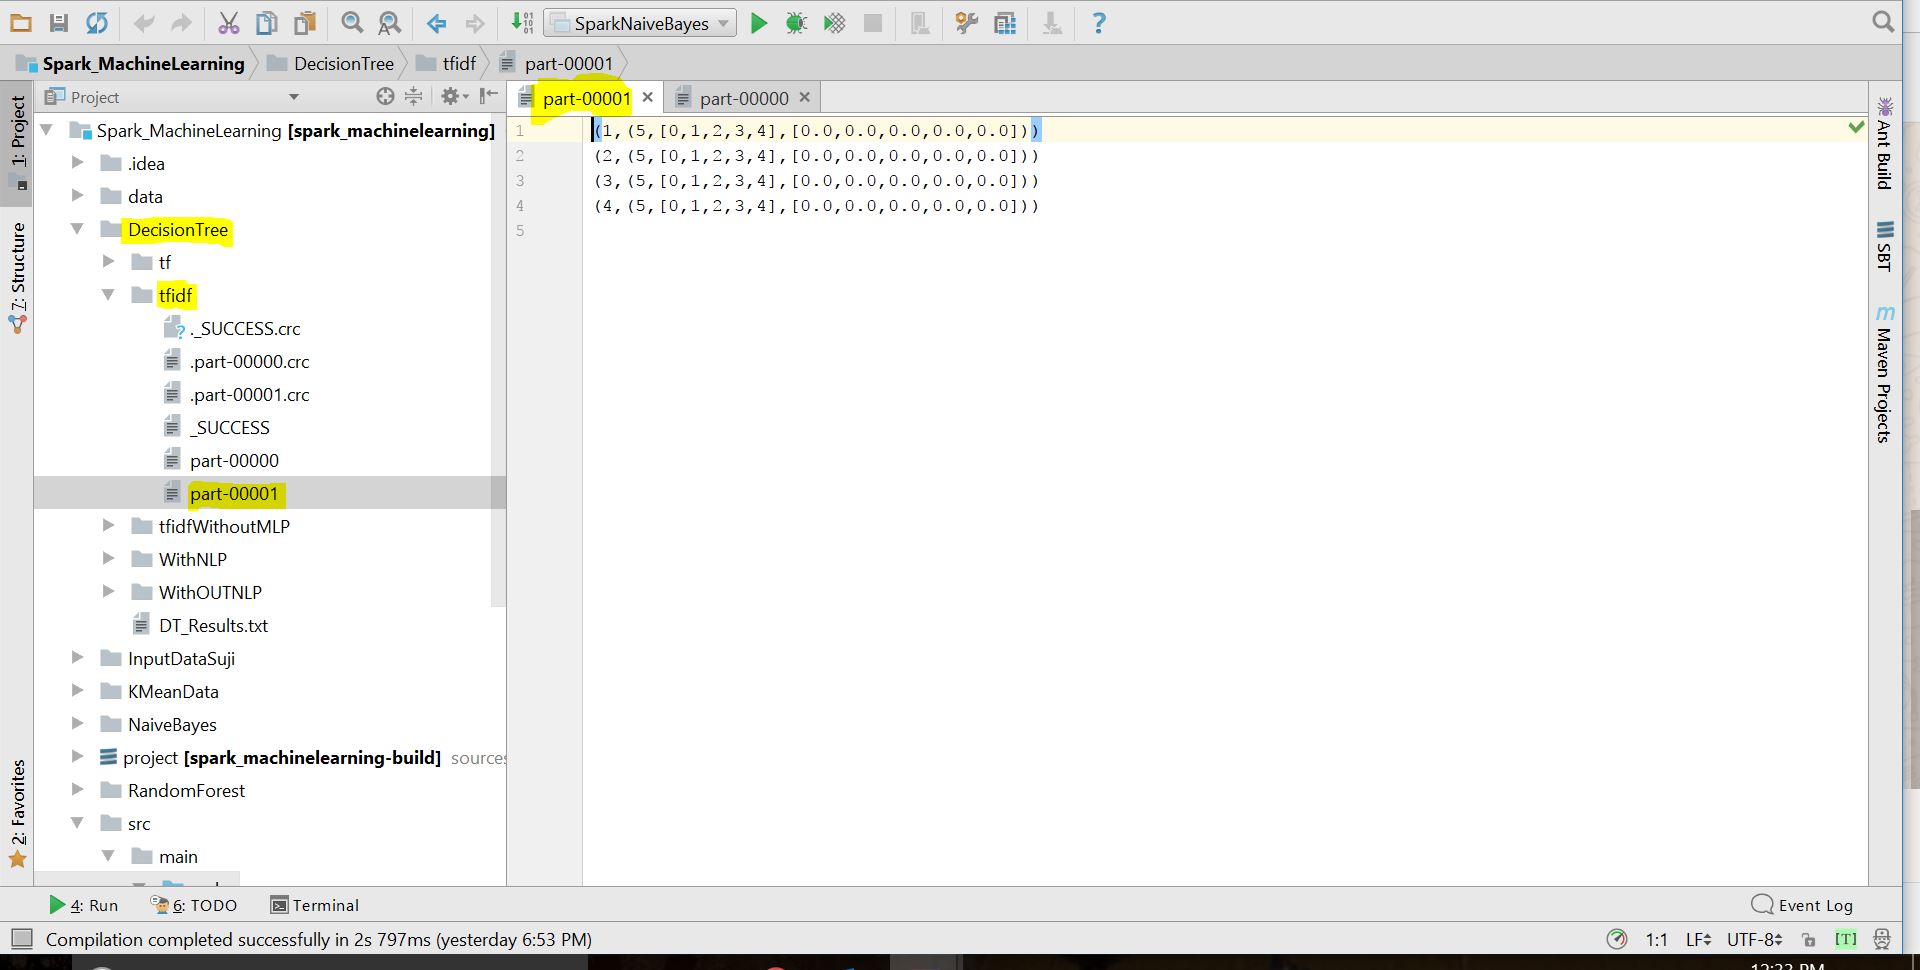 SparkNaiveBayes
Spark_MachineLearning DecisionTree tfidf part-00001
Project
part-00001 part-00000
1: Project
7: Structure
2: Favorites
Spark_MachineLearning [spark_machinelearning]
.idea
data
DecisionTree
tf
tfidf
._SUCCESS.crc
.part-00000.crc
.part-00001.crc
_SUCCESS
part-00000
part-00001
tfidfWithoutMLP
WithNLP
WithOUTNLP
DT_Results.txt
InputDataSuji
KMeanData
NaiveBayes
project [spark_machinelearning-build] sources
RandomForest
src
main
1 (1,(5,[0,1,2,3,4],[0.0,0.0,0.0,0.0,0.0]))
2 (2,(5,[0,1,2,3,4],[0.0,0.0,0.0,0.0,0.0]))
3 (3,(5,[0,1,2,3,4],[0.0,0.0,0.0,0.0,0.0]))
4 (4,(5,[0,1,2,3,4],[0.0,0.0,0.0,0.0,0.0]))
5
Ant Build
SBT
Maven Projects
4: Run 6: TODO Terminal Event Log
Compilation completed successfully in 2s 797ms (yesterday 6:53 PM) 1:1 LF UTF-8 [T]